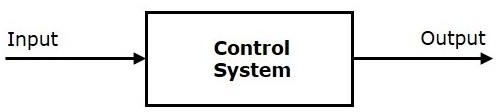 Input
Control
System
Output